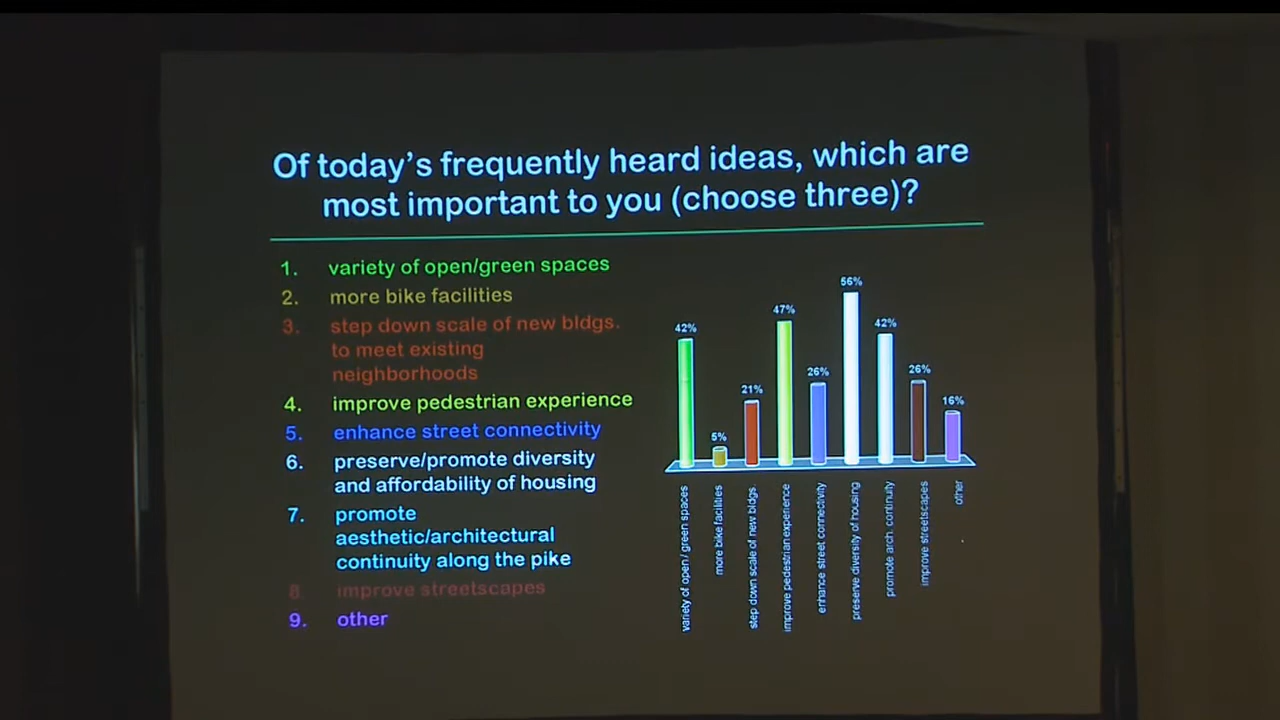 Of today's frequently heard ideas, which are
most important to you (choose three)?
1. variety of open/green spaces
2. more bike facilities
3. step down scale of new bldgs.
to meet existing
neighborhoods
4. improve pedestrian experience
5. enhance street connectivity
6. preserve/promote diversity
and affordability of housing
7. promote
aesthetic/architectural
continuity along the pike
8 improve streetscapes
9. other
42%
5%
21%
47%
26%
56%
42%
26%
16%
variety of open / green spaces
more bike facilities
step down scale of new bldgs.
improve pedestrian experience
enhance street connectivity
preserve diversity of housing
promote arch. continuity
improve streetscapes
other